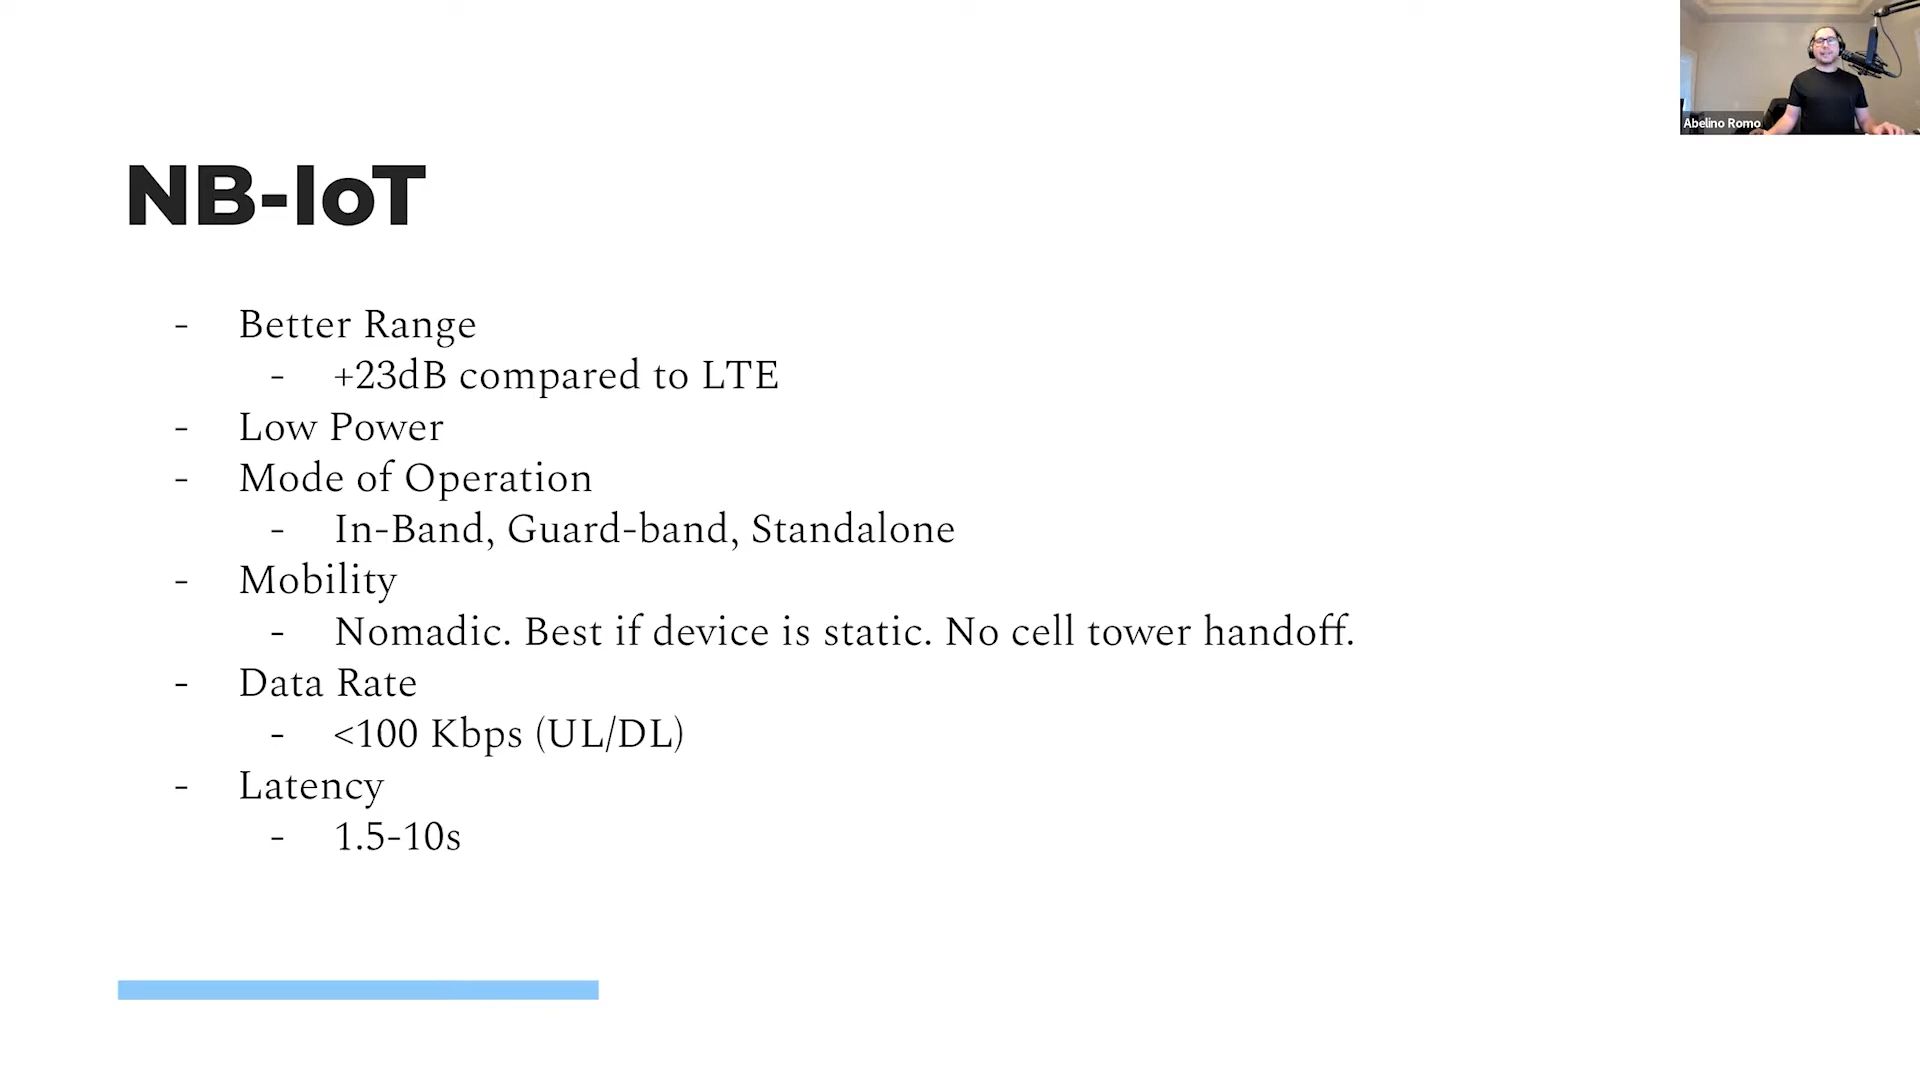 Abelino Romo
NB-IoT
- Better Range
- +23dB compared to LTE
- Low Power
- Mode of Operation
- In-Band, Guard-band, Standalone
- Mobility
- Nomadic. Best if device is static. No cell tower handoff.
- Data Rate
- <100 Kbps (UL/DL)
- Latency
- 1.5-10s